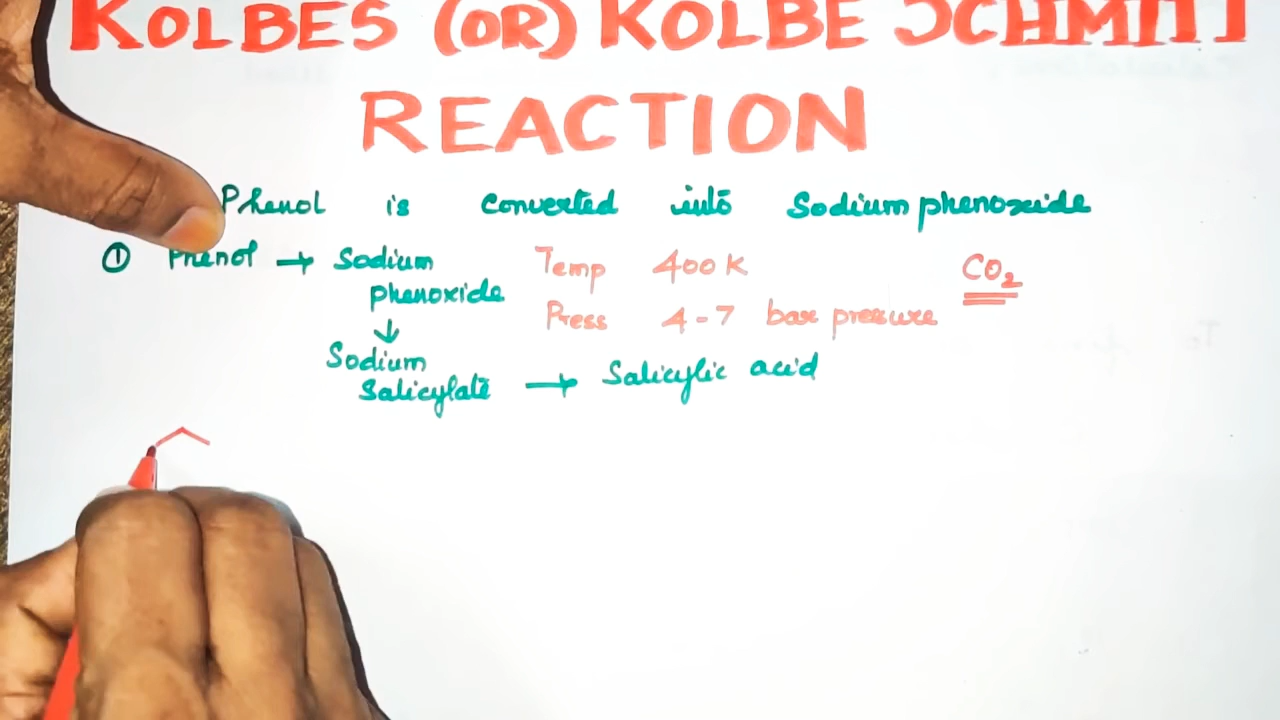 KOLBES (OR) KOLBE SCHMITT
REACTION
Phenol is converted into Sodium phenoxide
① Phenol → Sodium phenoxide
Temp 400 K
CO₂
Press 4-7 bar pressure
↓
Sodium Salicylate → Salicylic acid